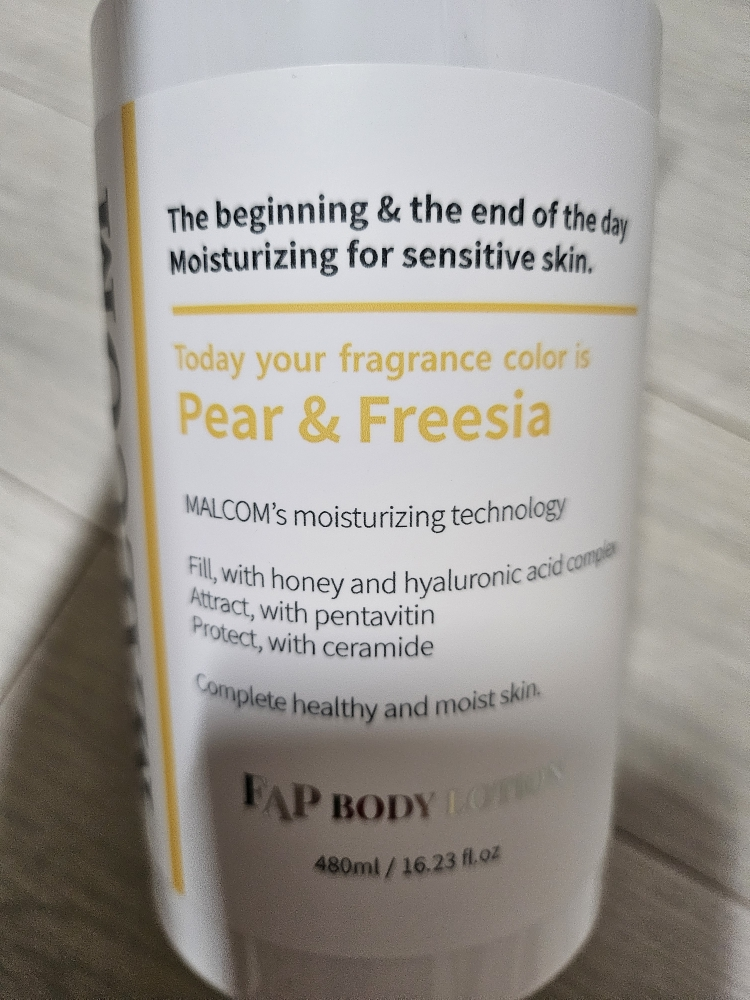 The beginning & the end of the day
Moisturizing for sensitive skin.
Today your fragrance color is
Pear & Freesia
MALCOM's moisturizing technology
Fill, with honey and hyaluronic acid complex
Attract, with pentavitin
Protect, with ceramide
Complete healthy and moist skin.
FAP BODY LOTION
480ml / 16.23 fl.oz